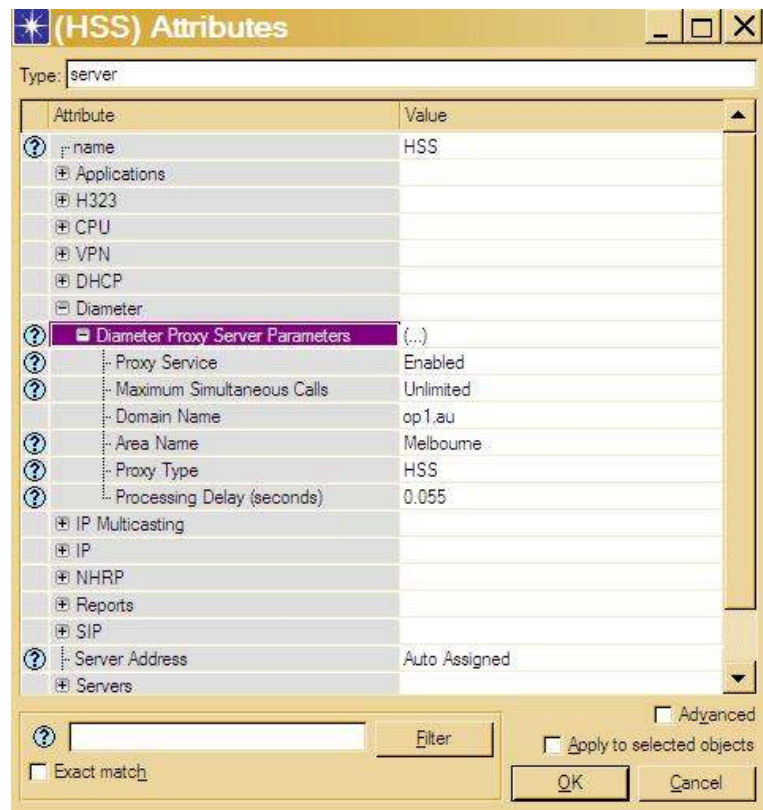 (HSS) Attributes
Type: server
Attribute Value
name HSS
Applications
H323
CPU
VPN
DHCP
Diameter
Diameter Proxy Server Parameters (...)
Proxy Service Enabled
Maximum Simultaneous Calls Unlimited
Domain Name op1.au
Area Name Melbourne
Proxy Type HSS
Processing Delay (seconds) 0.055
IP Multicasting
IP
NHRP
Reports
SIP
Server Address Auto Assigned
Servers
Advanced
Filter
Apply to selected objects
Exact match
OK Cancel